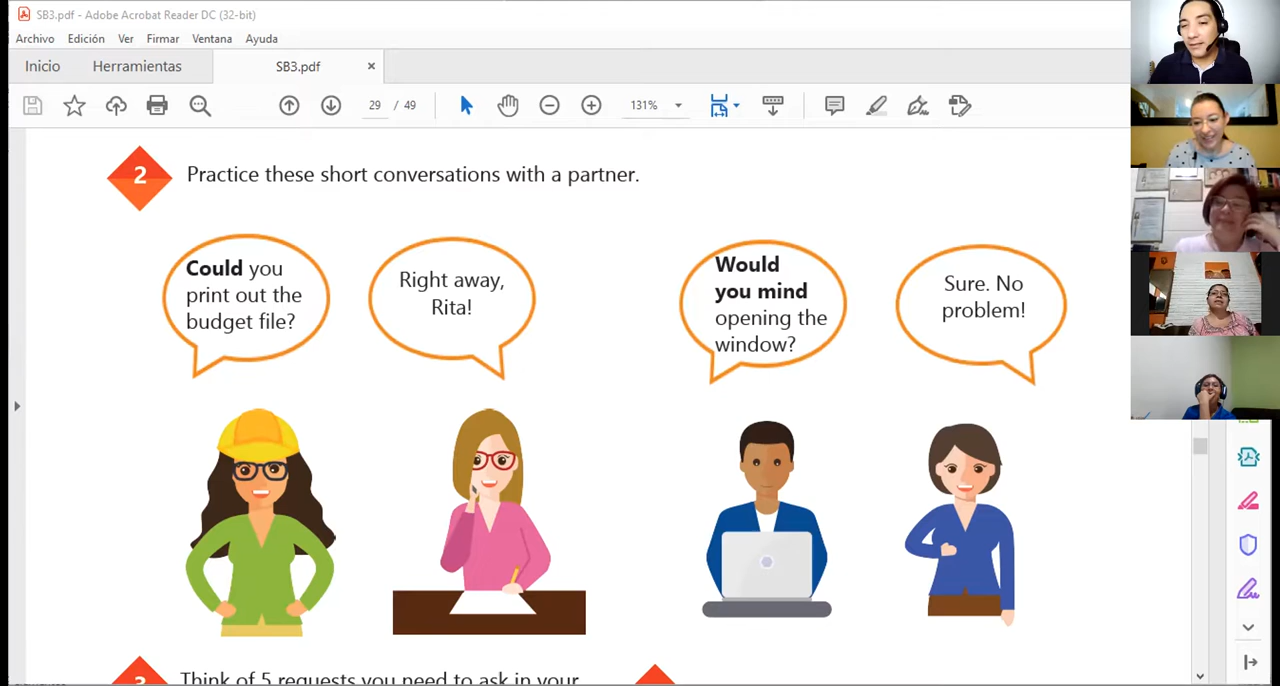 SB3.pdf - Adobe Acrobat Reader DC (32-bit)
Archivo Edición Ver Firmar Ventana Ayuda
Inicio Herramientas SB3.pdf ×
29 / 49 131%
2 Practice these short conversations with a partner.
Could you
print out the
budget file?
Right away,
Rita!
Would
you mind
opening the
window?
Sure. No
problem!
3 Think of 5 requests you need to ask in your